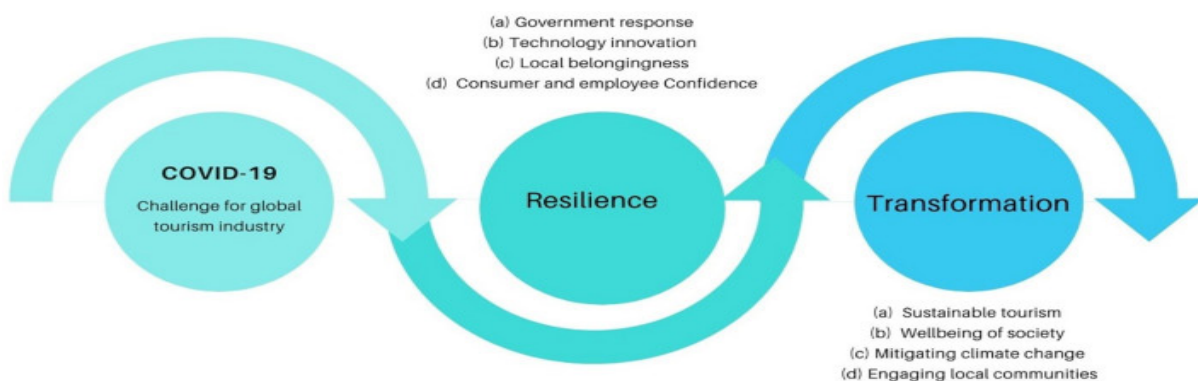 (a) Government response
(b) Technology innovation
(c) Local belongingness
(d) Consumer and employee Confidence
COVID-19
Challenge for global
tourism industry
Resilience
Transformation
(a) Sustainable tourism
(b) Wellbeing of society
(c) Mitigating climate change
(d) Engaging local communities